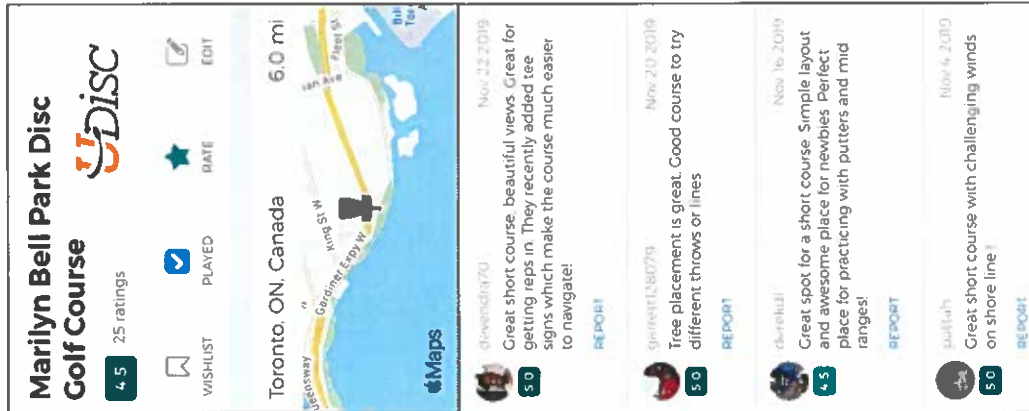 Marilyn Bell Park Disc
Golf Course
UDisc
4.5 25 ratings
WISHLIST PLAYED RATE EDIT
Toronto, ON, Canada 6.0 mi
King St W
Gardiner Expy W
Fleet St
Maps
Nov 22 2019
Great short course, beautiful views. Great for
getting reps in. They recently added tee
signs which make the course much easier
to navigate!
5.0
REPORT
Nov 20 2019
Tree placement is great. Good course to try
different throws or lines
5.0
REPORT
Nov 16 2019
Great spot for a short course. Simple layout
and awesome place for newbies. Perfect
place for practicing with putters and mid
ranges!
4.5
REPORT
Nov 4 2019
Great short course with challenging winds
on shore line!
5.0
REPORT